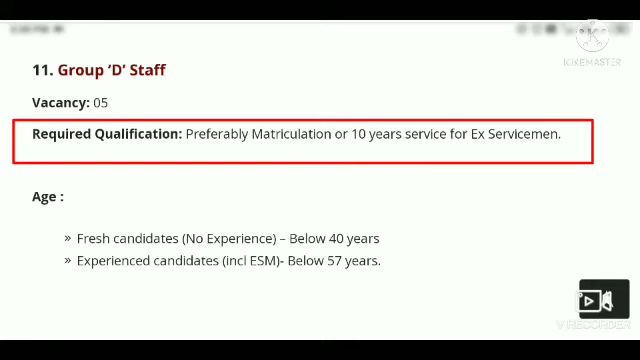 11. Group ‘D’ Staff
Vacancy: 05
Required Qualification: Preferably Matriculation or 10 years service for Ex Servicemen.
Age :
» Fresh candidates (No Experience) – Below 40 years
» Experienced candidates (incl ESM)- Below 57 years.
KINEMASTER
V RECORDER